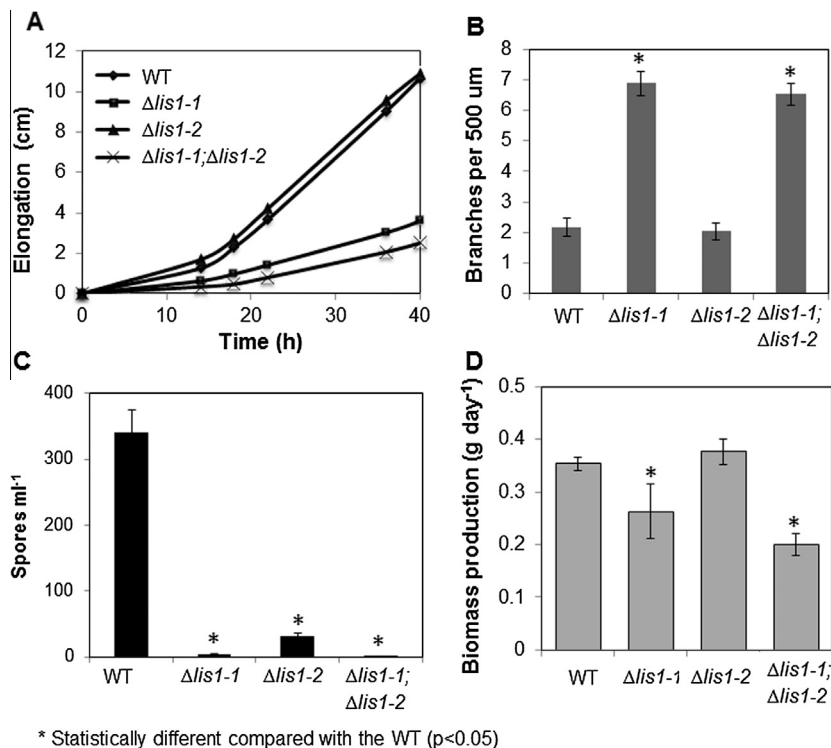 A
Elongation (cm)
12
10
8
6
4
2
0
WT
Δlis1-1
Δlis1-2
Δlis1-1;Δlis1-2
0
10
20
30
40
Time (h)
B
Branches per 500 um
8
7
6
5
4
3
2
1
0
*
*
WT
Δlis1-1
Δlis1-2
Δlis1-1;
Δlis1-2
C
Spores ml-1
400
300
200
100
0
*
*
*
WT
Δlis1-1
Δlis1-2
Δlis1-1;
Δlis1-2
D
Biomass production (g day-1)
0.5
0.4
0.3
0.2
0.1
0
*
*
WT
Δlis1-1
Δlis1-2
Δlis1-1;
Δlis1-2
* Statistically different compared with the WT (p<0.05)